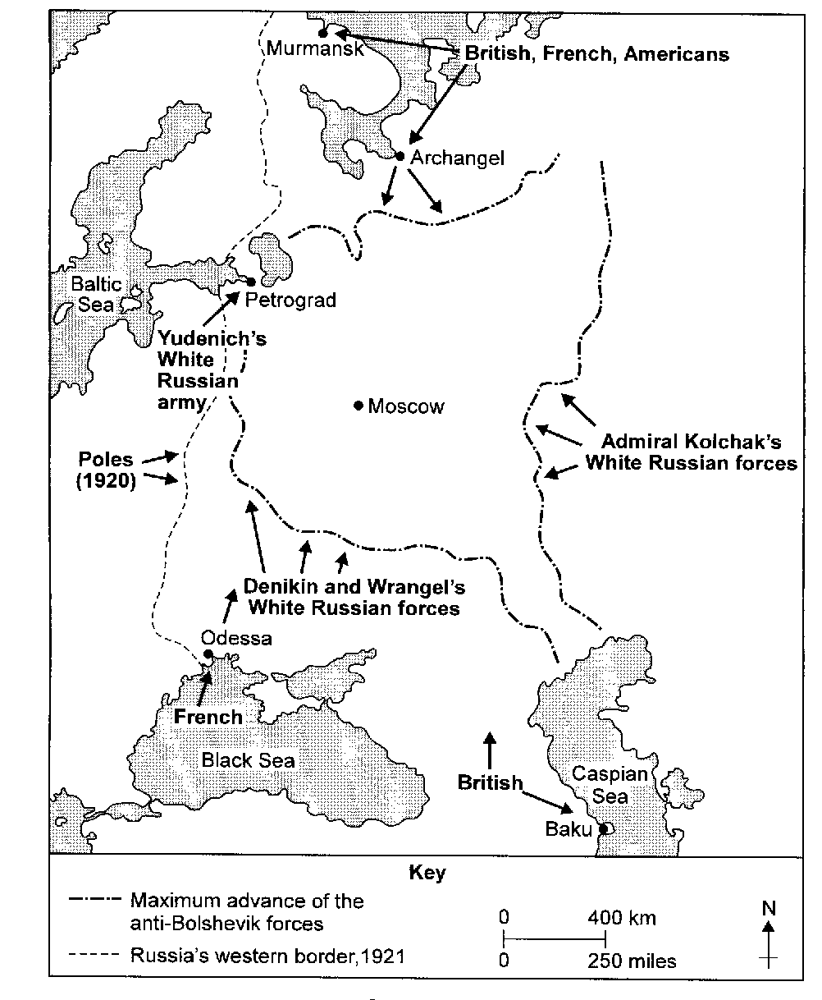 Murmansk
British, French, Americans
Archangel
Baltic
Sea
Petrograd
Yudenich's
White
Russian
army
Moscow
Admiral Kolchak's
White Russian forces
Poles
(1920)
Denikin and Wrangel's
White Russian forces
Odessa
French
Black Sea
British
Caspian
Sea
Baku
Key
Maximum advance of the
anti-Bolshevik forces
Russia's western border,1921
0 400 km
0 250 miles
N